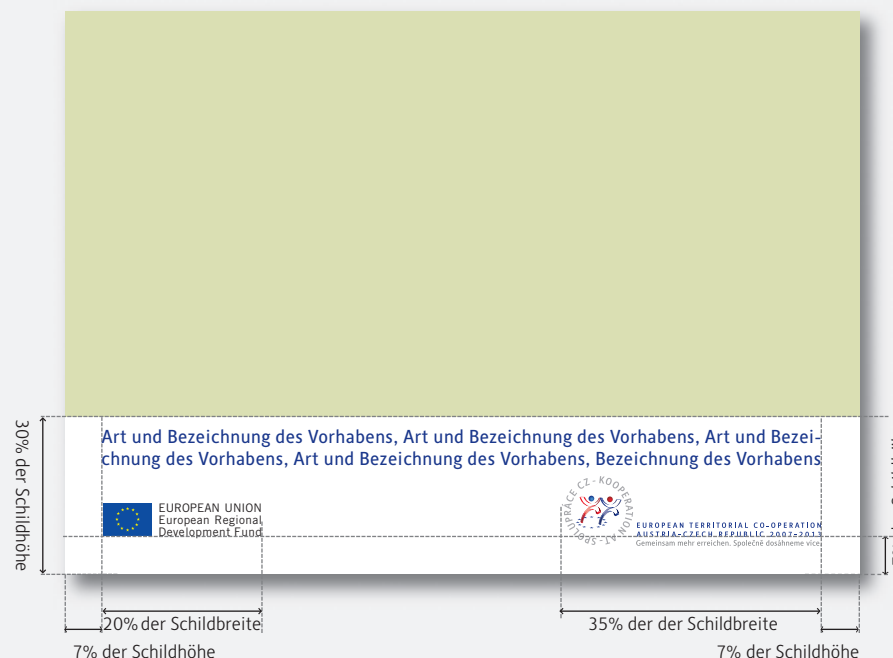 Art und Bezeichnung des Vorhabens, Art und Bezeichnung des Vorhabens, Art und Bezei-
chnung des Vorhabens, Art und Bezeichnung des Vorhabens, Bezeichnung des Vorhabens
30% der Schildhöhe
EUROPEAN UNION
European Regional
Development Fund
SPOLUPRÁCE CZ - KOOPERATION AT -
EUROPEAN TERRITORIAL CO-OPERATION
AUSTRIA-CZECH REPUBLIC 2007-2013
Gemeinsam mehr erreichen. Společně dosáhneme více.
20% der Schildbreite
35% der der Schildbreite
7% der Schildhöhe
7% der Schildhöhe